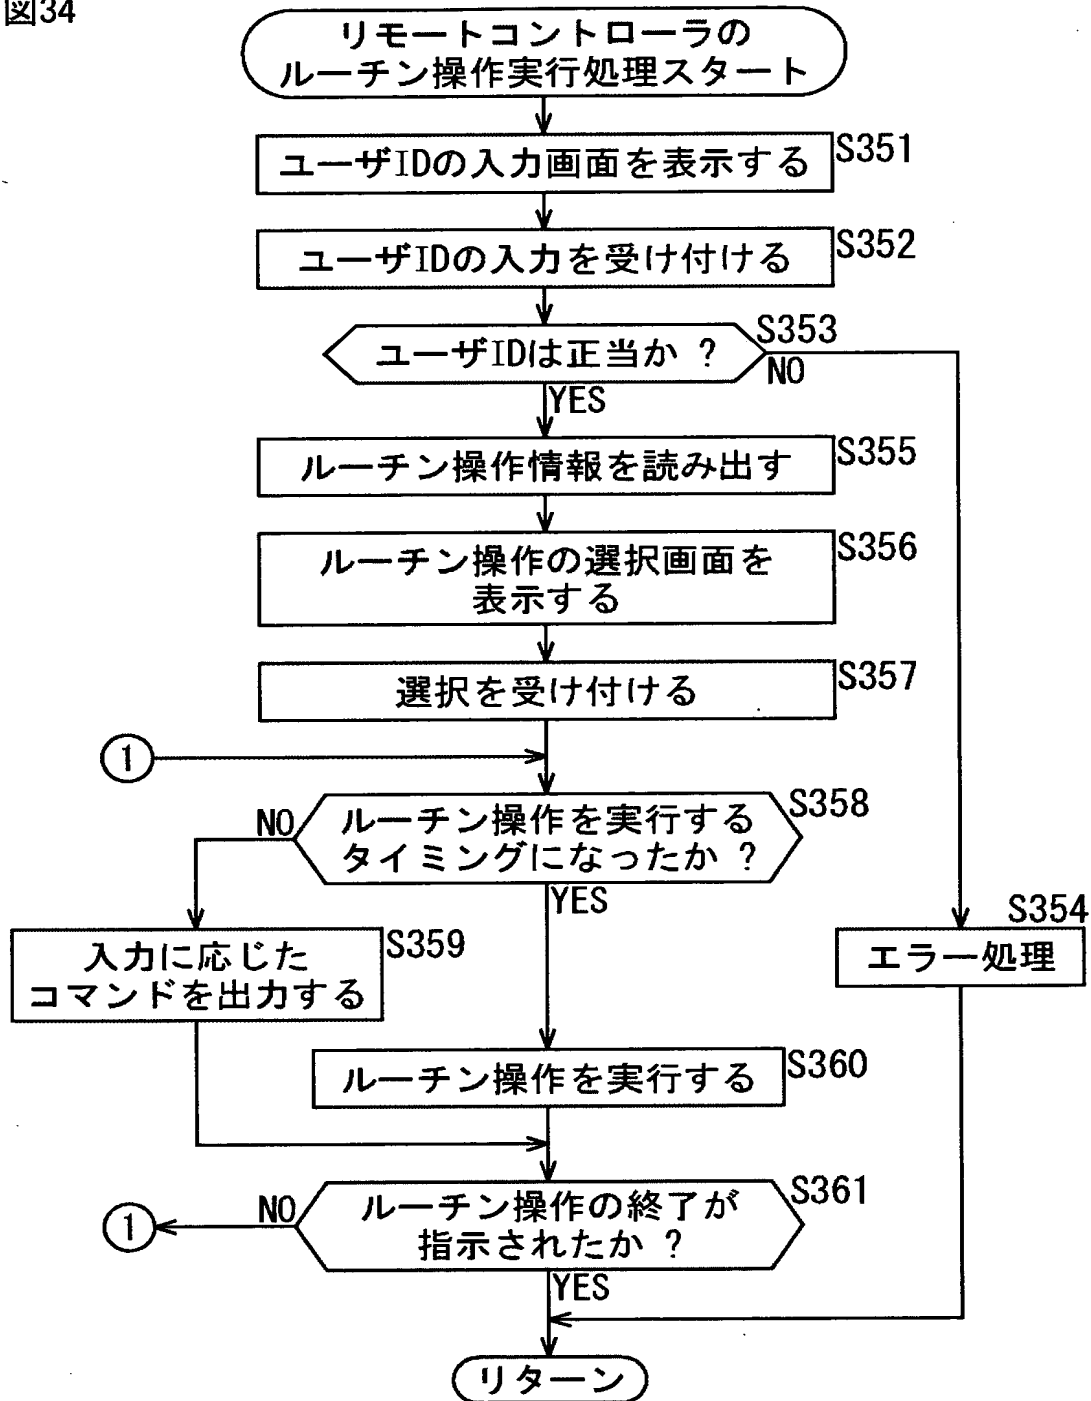 図34
リモートコントローラの
ルーチン操作実行処理スタート
ユーザIDの入力画面を表示する
S351
ユーザIDの入力を受け付ける
S352
ユーザIDは正当か ?
S353
NO
YES
ルーチン操作情報を読み出す
S355
ルーチン操作の選択画面を
表示する
S356
選択を受け付ける
S357
1
ルーチン操作を実行する
タイミングになったか ?
S358
NO
YES
入力に応じた
コマンドを出力する
S359
S354
エラー処理
ルーチン操作を実行する
S360
ルーチン操作の終了が
指示されたか ?
S361
NO
1
YES
リターン